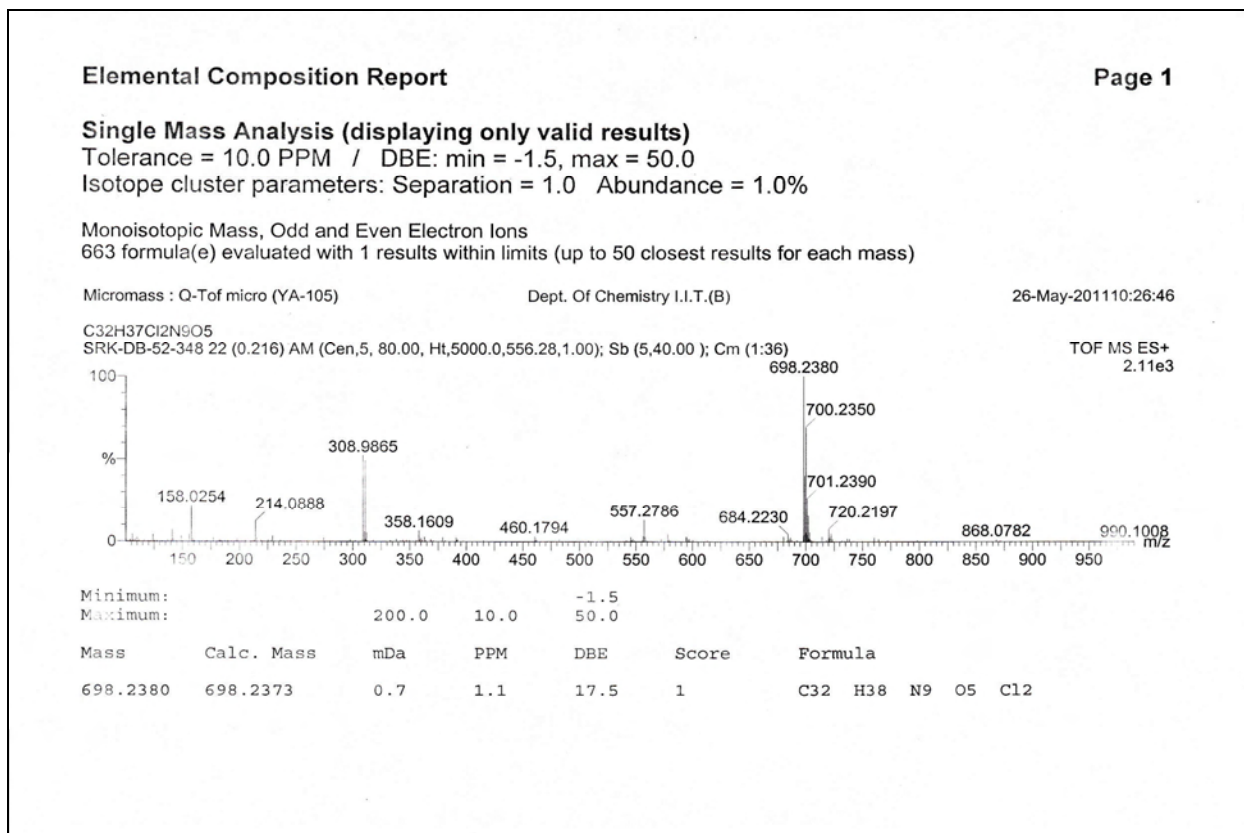 Elemental Composition Report Page 1
Single Mass Analysis (displaying only valid results)
Tolerance = 10.0 PPM / DBE: min = -1.5, max = 50.0
Isotope cluster parameters: Separation = 1.0 Abundance = 1.0%
Monoisotopic Mass, Odd and Even Electron Ions
663 formula(e) evaluated with 1 results within limits (up to 50 closest results for each mass)
Micromass : Q-Tof micro (YA-105) Dept. Of Chemistry I.I.T.(B) 26-May-201110:26:46
C32H37Cl2N9O5
SRK-DB-52-348 22 (0.216) AM (Cen,5, 80.00, Ht,5000.0,556.28,1.00); Sb (5,40.00 ); Cm (1:36) TOF MS ES+
2.11e3
100
698.2380
700.2350
308.9865
%
701.2390
158.0254
214.0888
557.2786
720.2197
358.1609
460.1794
684.2230
868.0782
990.1008
0
m/z
150 200 250 300 350 400 450 500 550 600 650 700 750 800 850 900 950
Minimum: -1.5
Maximum: 200.0 10.0 50.0
Mass Calc. Mass mDa PPM DBE Score Formula
698.2380 698.2373 0.7 1.1 17.5 1 C32 H38 N9 O5 Cl2